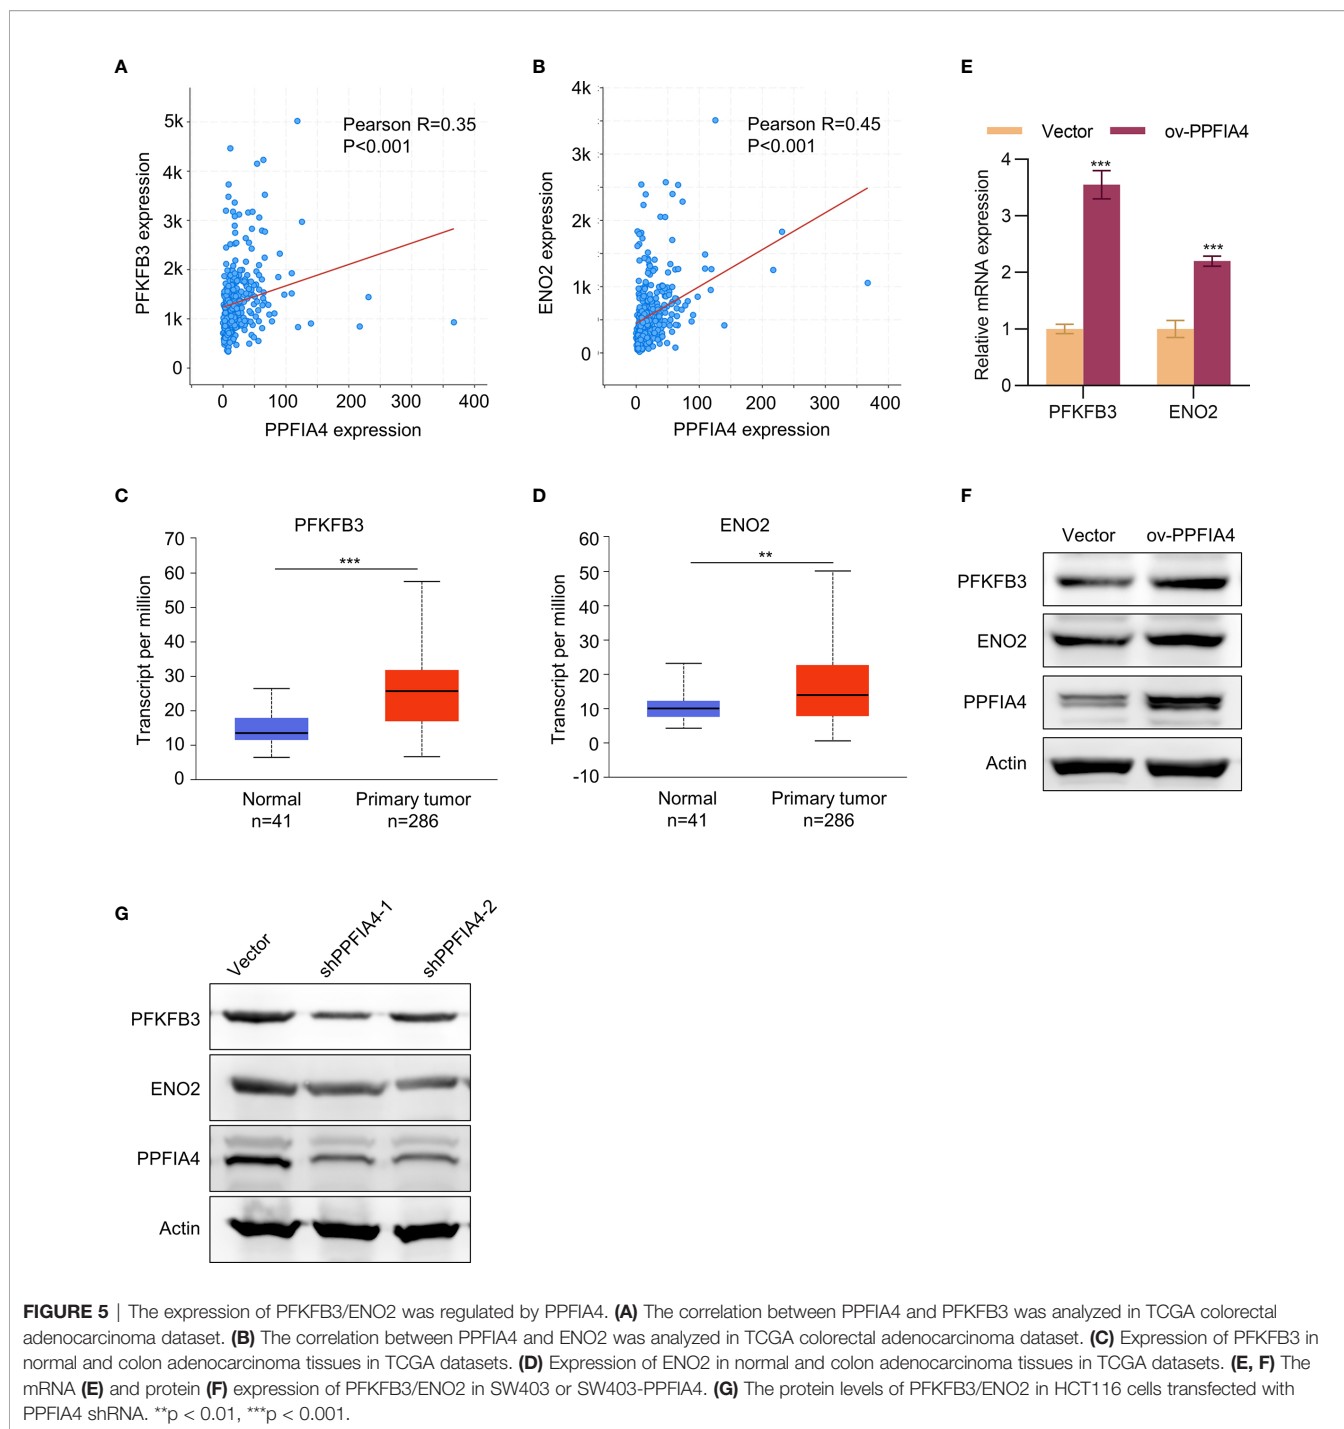 A
5k
4k
3k
2k
1k
0
PFKFB3 expression
Pearson R=0.35
P<0.001
0 100 200 300 400
PPFIA4 expression
B
4k
3k
2k
1k
0
ENO2 expression
Pearson R=0.45
P<0.001
0 100 200 300 400
PPFIA4 expression
E
Vector ov-PPFIA4
4
3
2
1
0
Relative mRNA expression
***
***
PFKFB3 ENO2
C
PFKFB3
70
60
50
40
30
20
10
0
Transcript per million
***
Normal Primary tumor
n=41 n=286
D
ENO2
60
50
40
30
20
10
0
-10
Transcript per million
**
Normal Primary tumor
n=41 n=286
F
Vector ov-PPFIA4
PFKFB3
ENO2
PPFIA4
Actin
G
Vector shPPFIA4-1 shPPFIA4-2
PFKFB3
ENO2
PPFIA4
Actin
FIGURE 5 | The expression of PFKFB3/ENO2 was regulated by PPFIA4. (A) The correlation between PPFIA4 and PFKFB3 was analyzed in TCGA colorectal
adenocarcinoma dataset. (B) The correlation between PPFIA4 and ENO2 was analyzed in TCGA colorectal adenocarcinoma dataset. (C) Expression of PFKFB3 in
normal and colon adenocarcinoma tissues in TCGA datasets. (D) Expression of ENO2 in normal and colon adenocarcinoma tissues in TCGA datasets. (E, F) The
mRNA (E) and protein (F) expression of PFKFB3/ENO2 in SW403 or SW403-PPFIA4. (G) The protein levels of PFKFB3/ENO2 in HCT116 cells transfected with
PPFIA4 shRNA. **p < 0.01, ***p < 0.001.